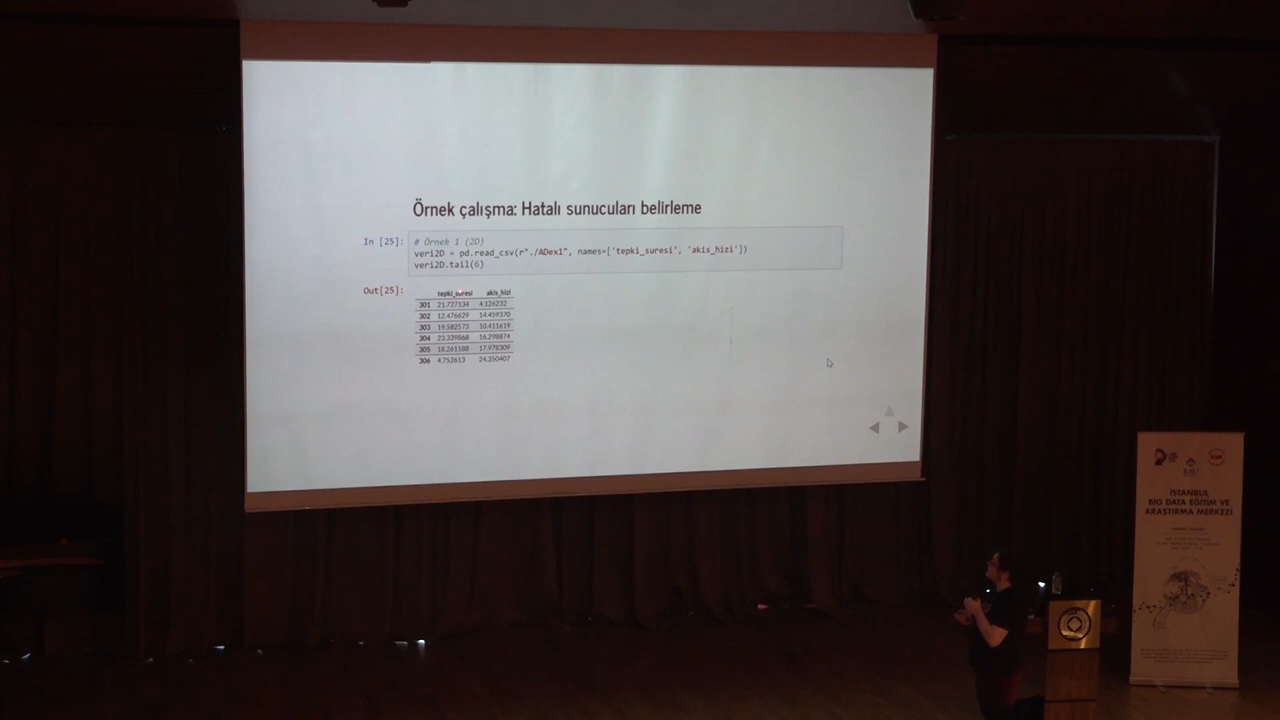 Örnek çalışma: Hatalı sunucuları belirleme
In [25]:
# Örnek 1 (2D)
veri2D = pd.read_csv(r"./ADex1", names=['tepki_suresi', 'akis_hizi'])
veri2D.tail(6)
Out[25]:
tepki_suresi akis_hizi
301 21.727134 4.126232
302 12.476629 14.459370
303 19.582573 10.411619
304 23.339868 16.298874
305 18.261188 17.978309
306 4.752613 24.350407
BAU
İSTANBUL
BIG DATA EĞİTİM VE
ARAŞTIRMA MERKEZİ